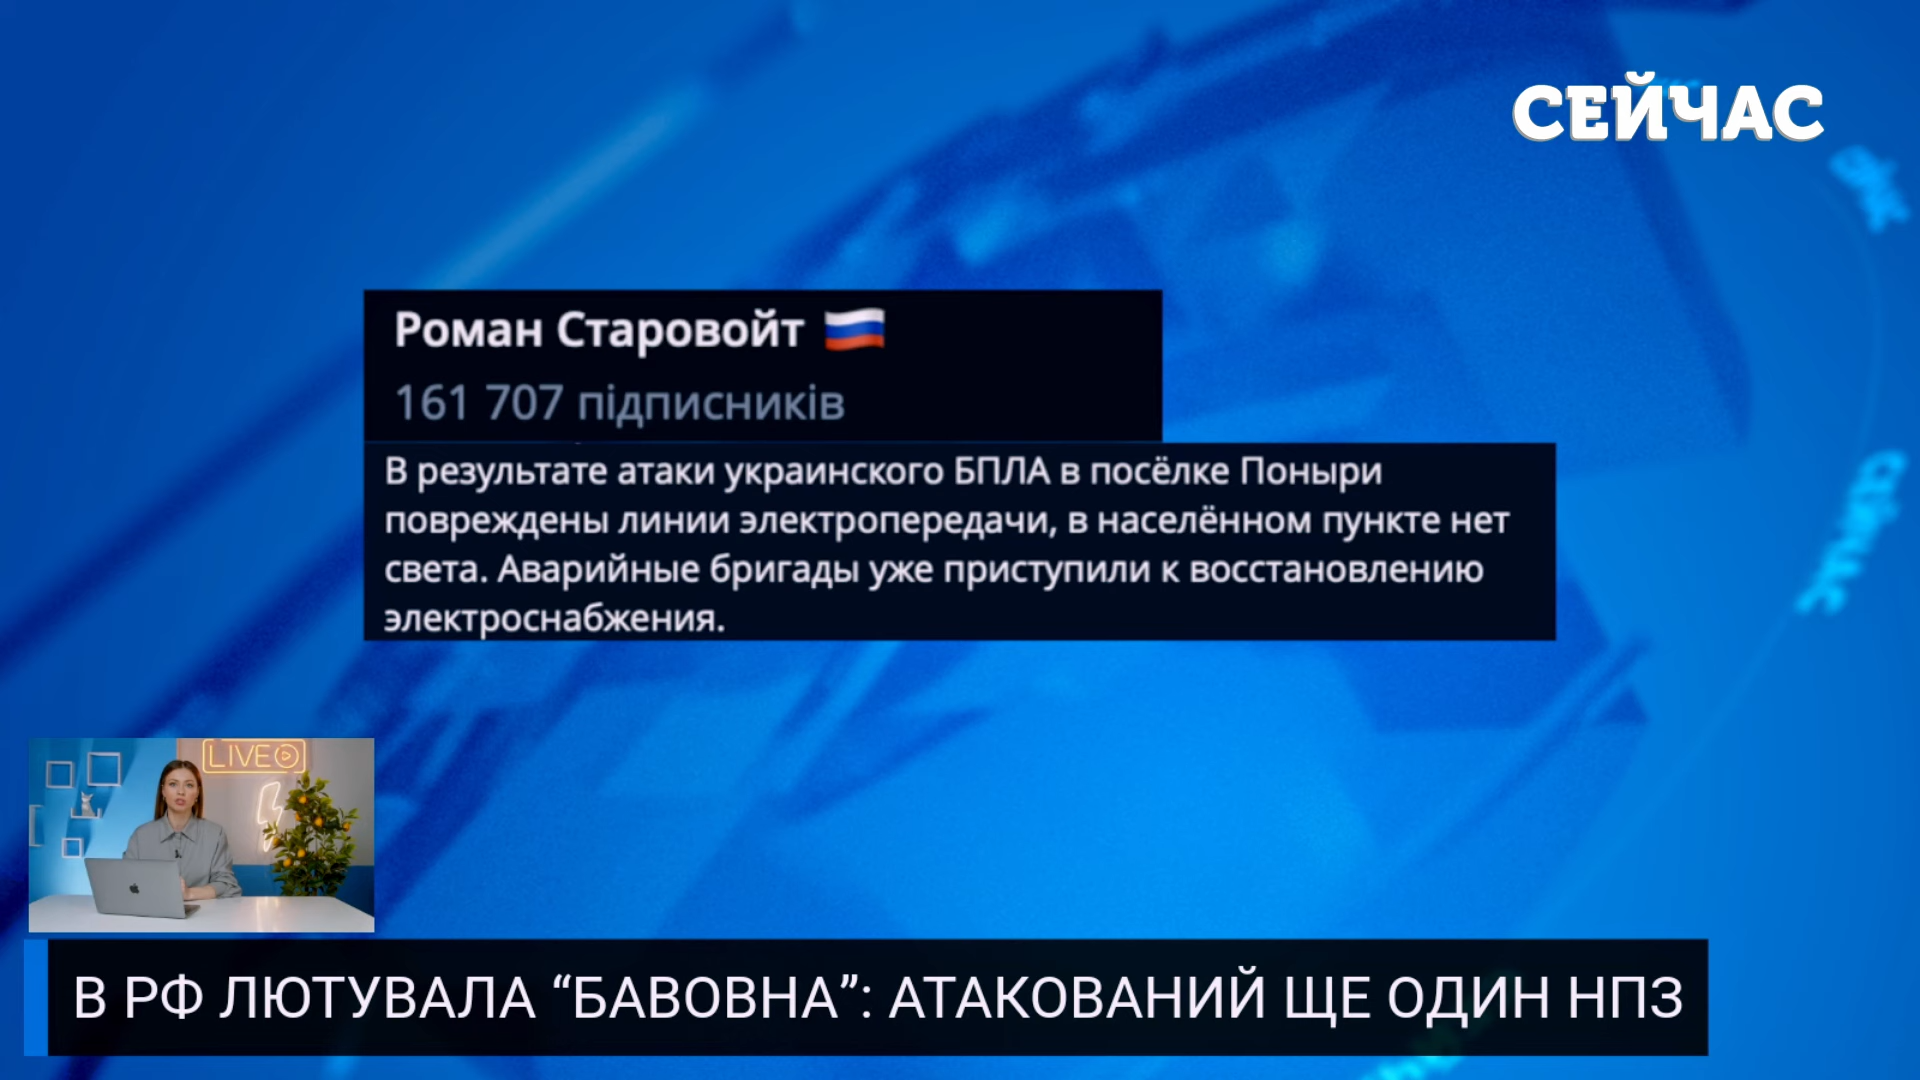 СЕЙЧАС
Роман Старовойт
161 707 підписників
В результате атаки украинского БПЛА в посёлке Поныри
повреждены линии электропередачи, в населённом пункте нет
света. Аварийные бригады уже приступили к восстановлению
электроснабжения.
LIVE
В РФ ЛЮТУВАЛА “БАВОВНА”: АТАКОВАНИЙ ЩЕ ОДИН НПЗ